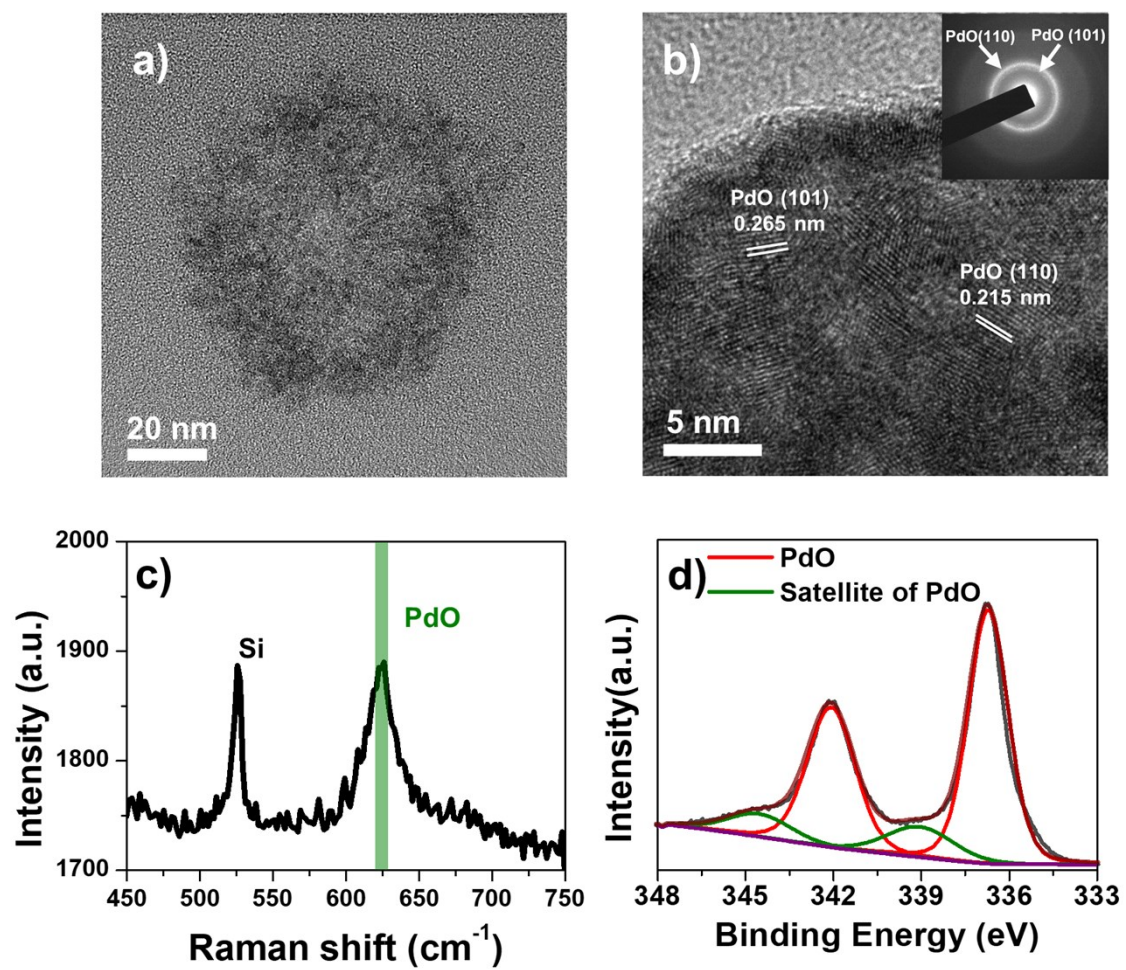 a)
20 nm
b)
PdO(110) PdO (101)
PdO (101)
0.265 nm
PdO (110)
0.215 nm
5 nm
c)
2000
1900
1800
1700
Intensity (a.u.)
Si
PdO
450 500 550 600 650 700 750
Raman shift (cm⁻¹)
d)
PdO
Satellite of PdO
Intensity(a.u.)
348 345 342 339 336 333
Binding Energy (eV)